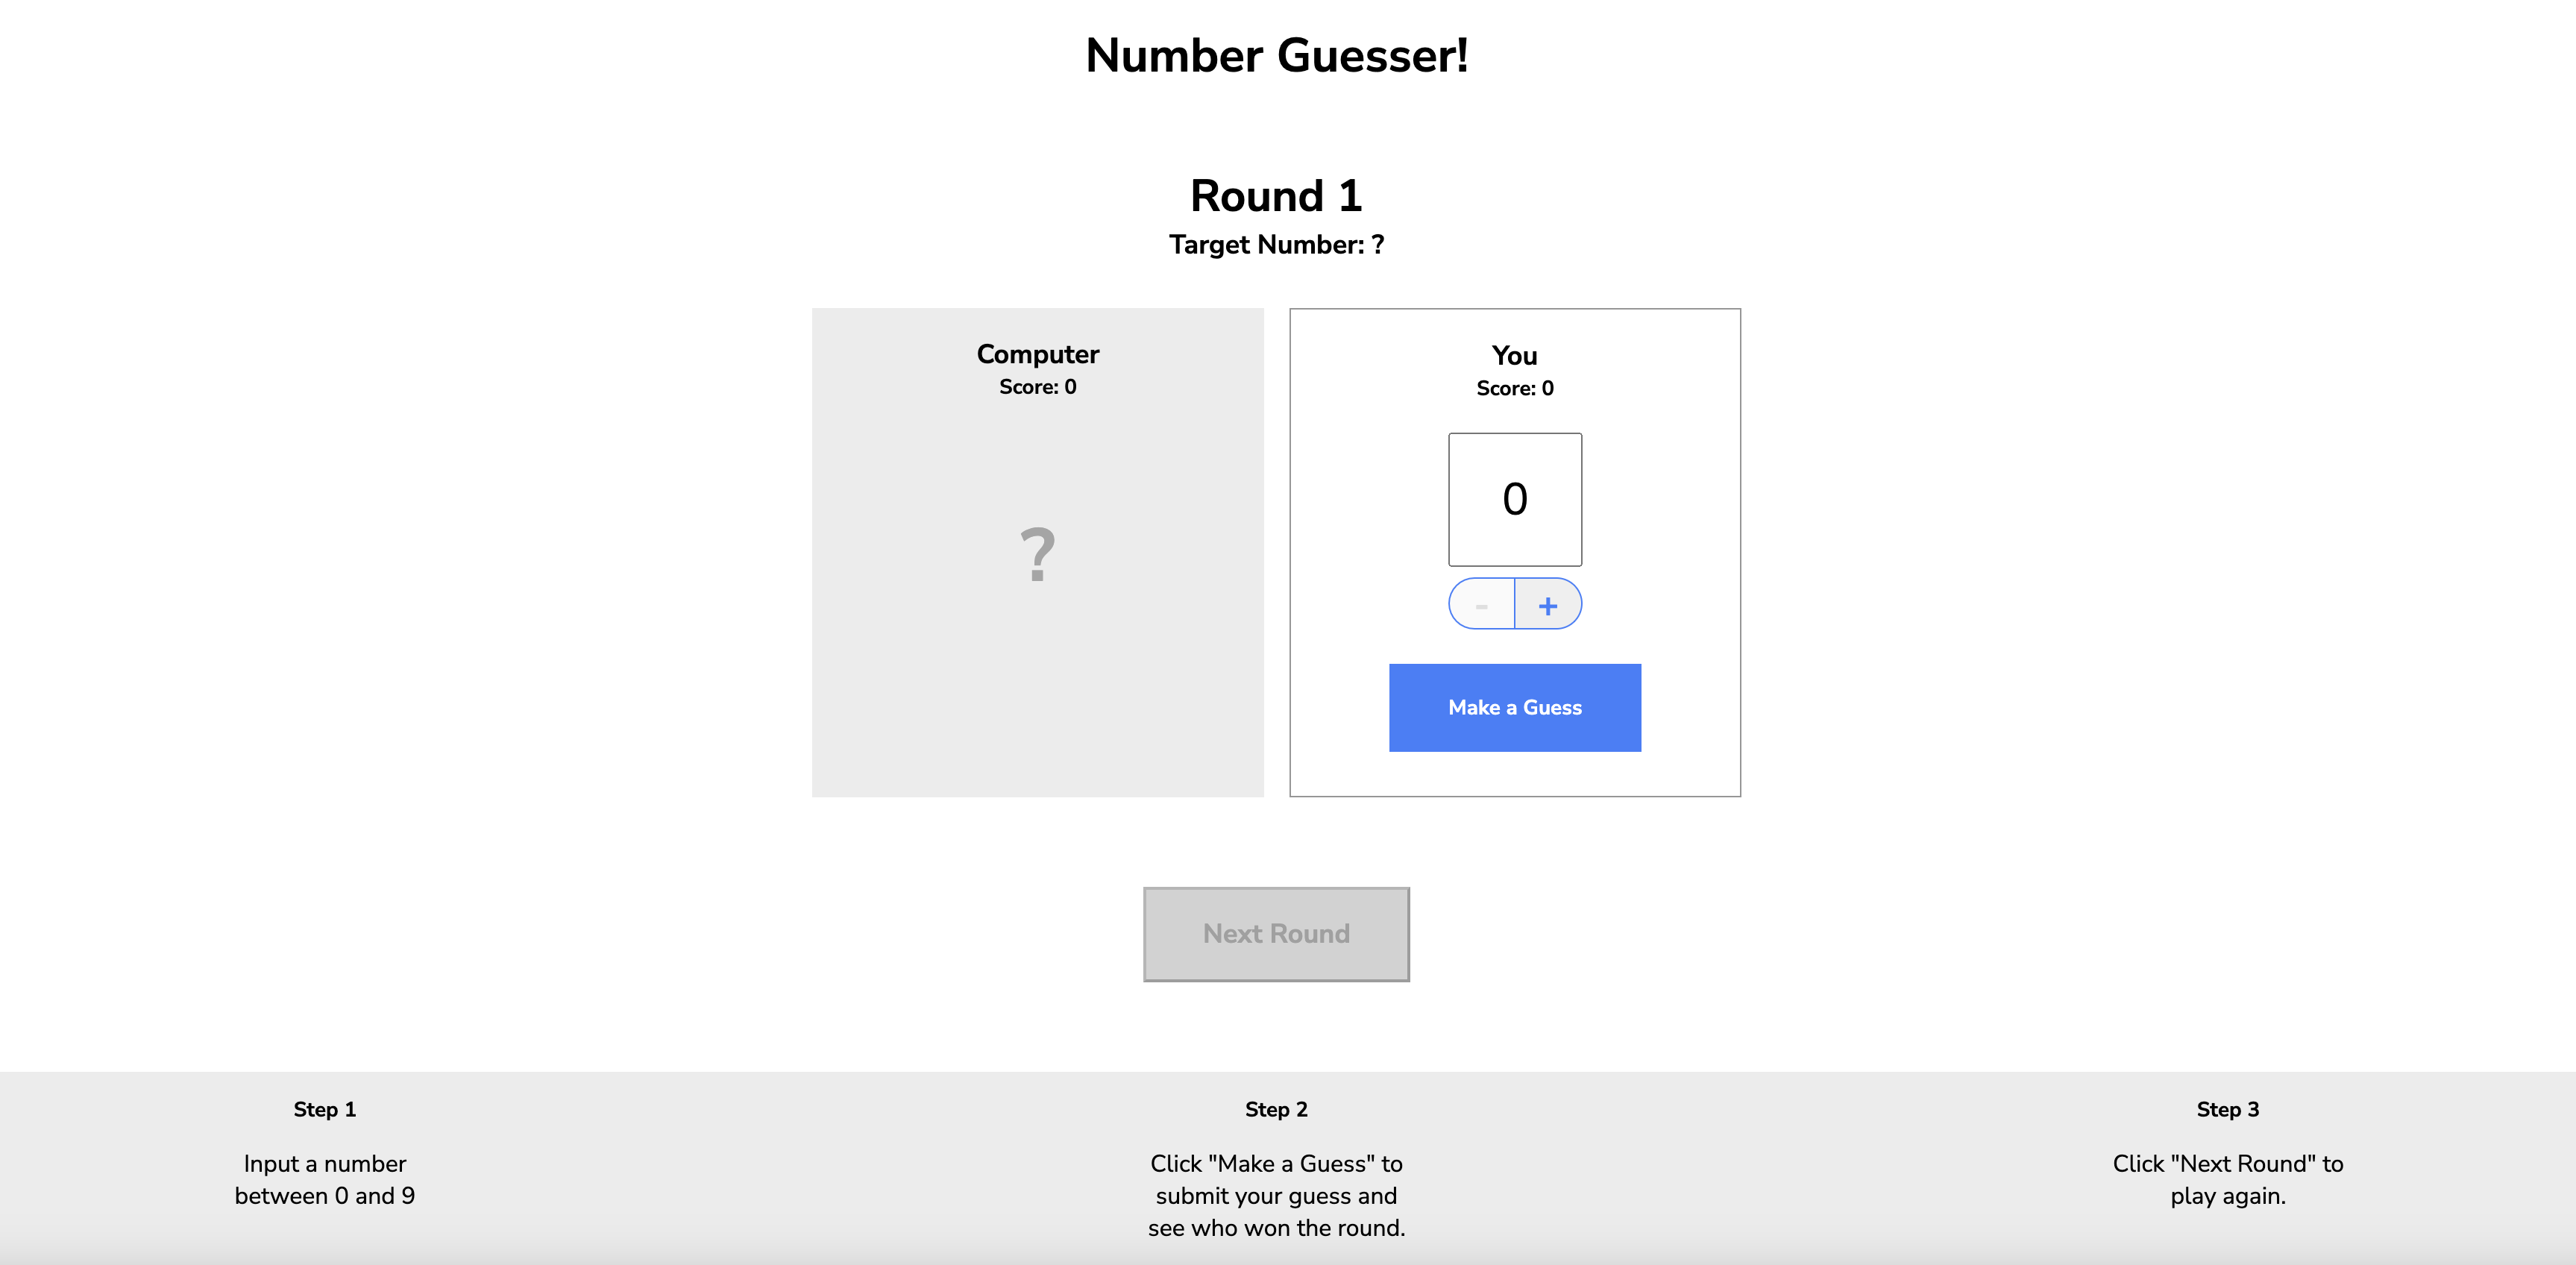 Number Guesser!
Round 1
Target Number: ?
Computer
Score: 0
?
You
Score: 0
0
- +
Make a Guess
Next Round
Step 1
Input a number
between 0 and 9
Step 2
Click "Make a Guess" to
submit your guess and
see who won the round.
Step 3
Click "Next Round" to
play again.